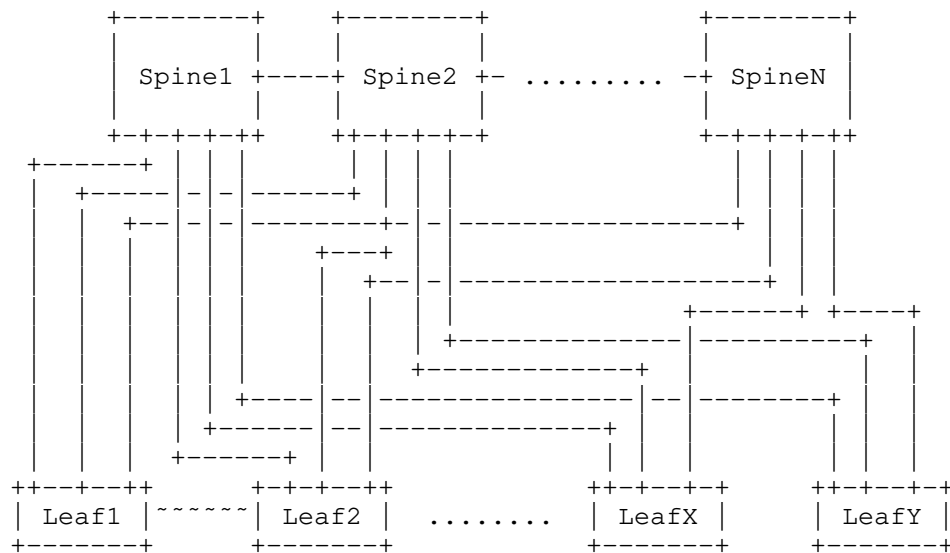 Spine1 Spine2 ......... SpineN
Leaf1 ~~~~~~ Leaf2 ........ LeafX LeafY